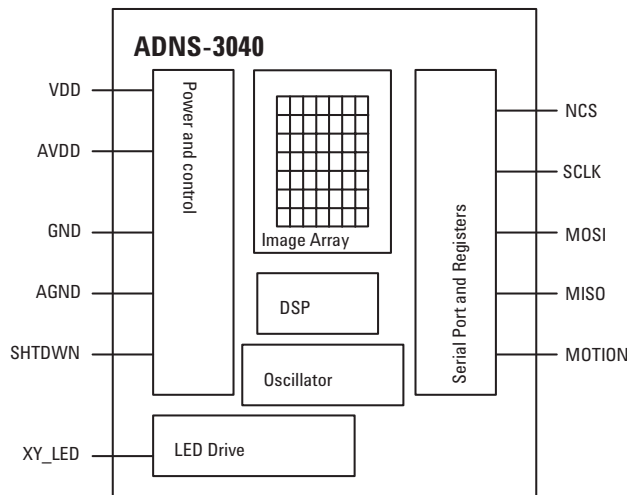 ADNS-3040
VDD
AVDD
GND
AGND
SHTDWN
XY_LED
Power and control
Image Array
DSP
Oscillator
LED Drive
Serial Port and Registers
NCS
SCLK
MOSI
MISO
MOTION